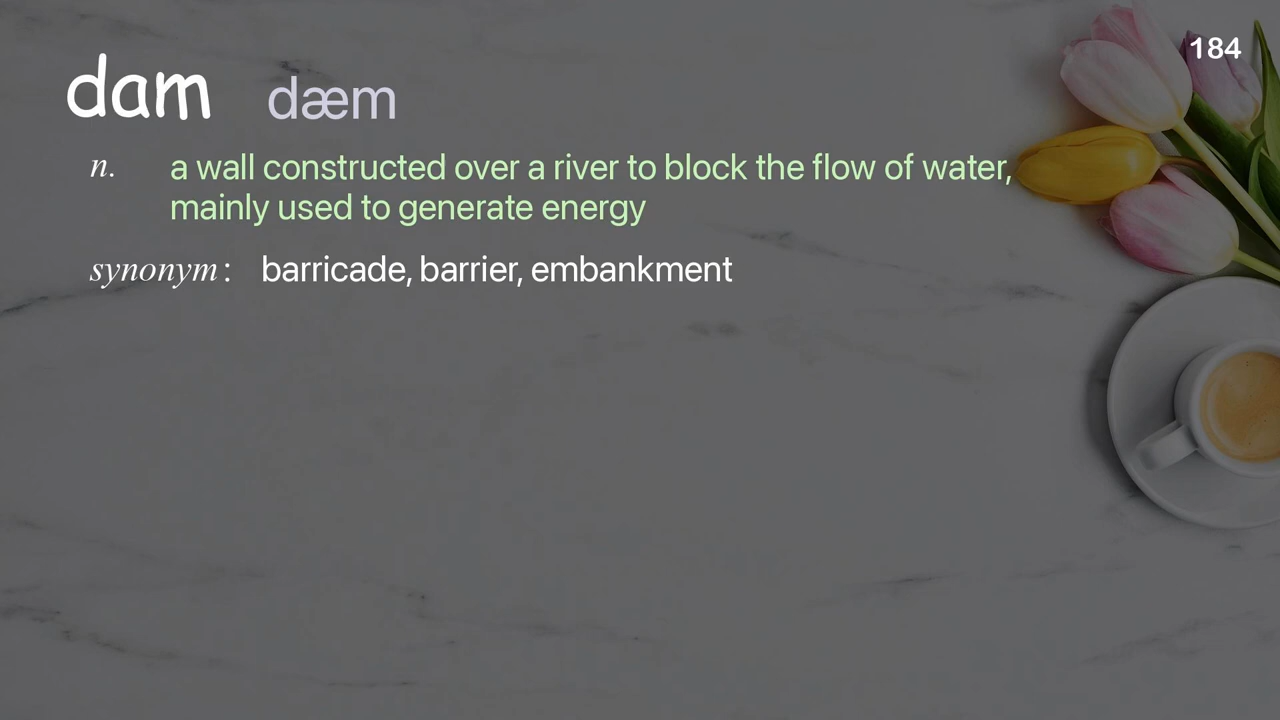 184
dam dæm
n. a wall constructed over a river to block the flow of water,
mainly used to generate energy
synonym: barricade, barrier, embankment